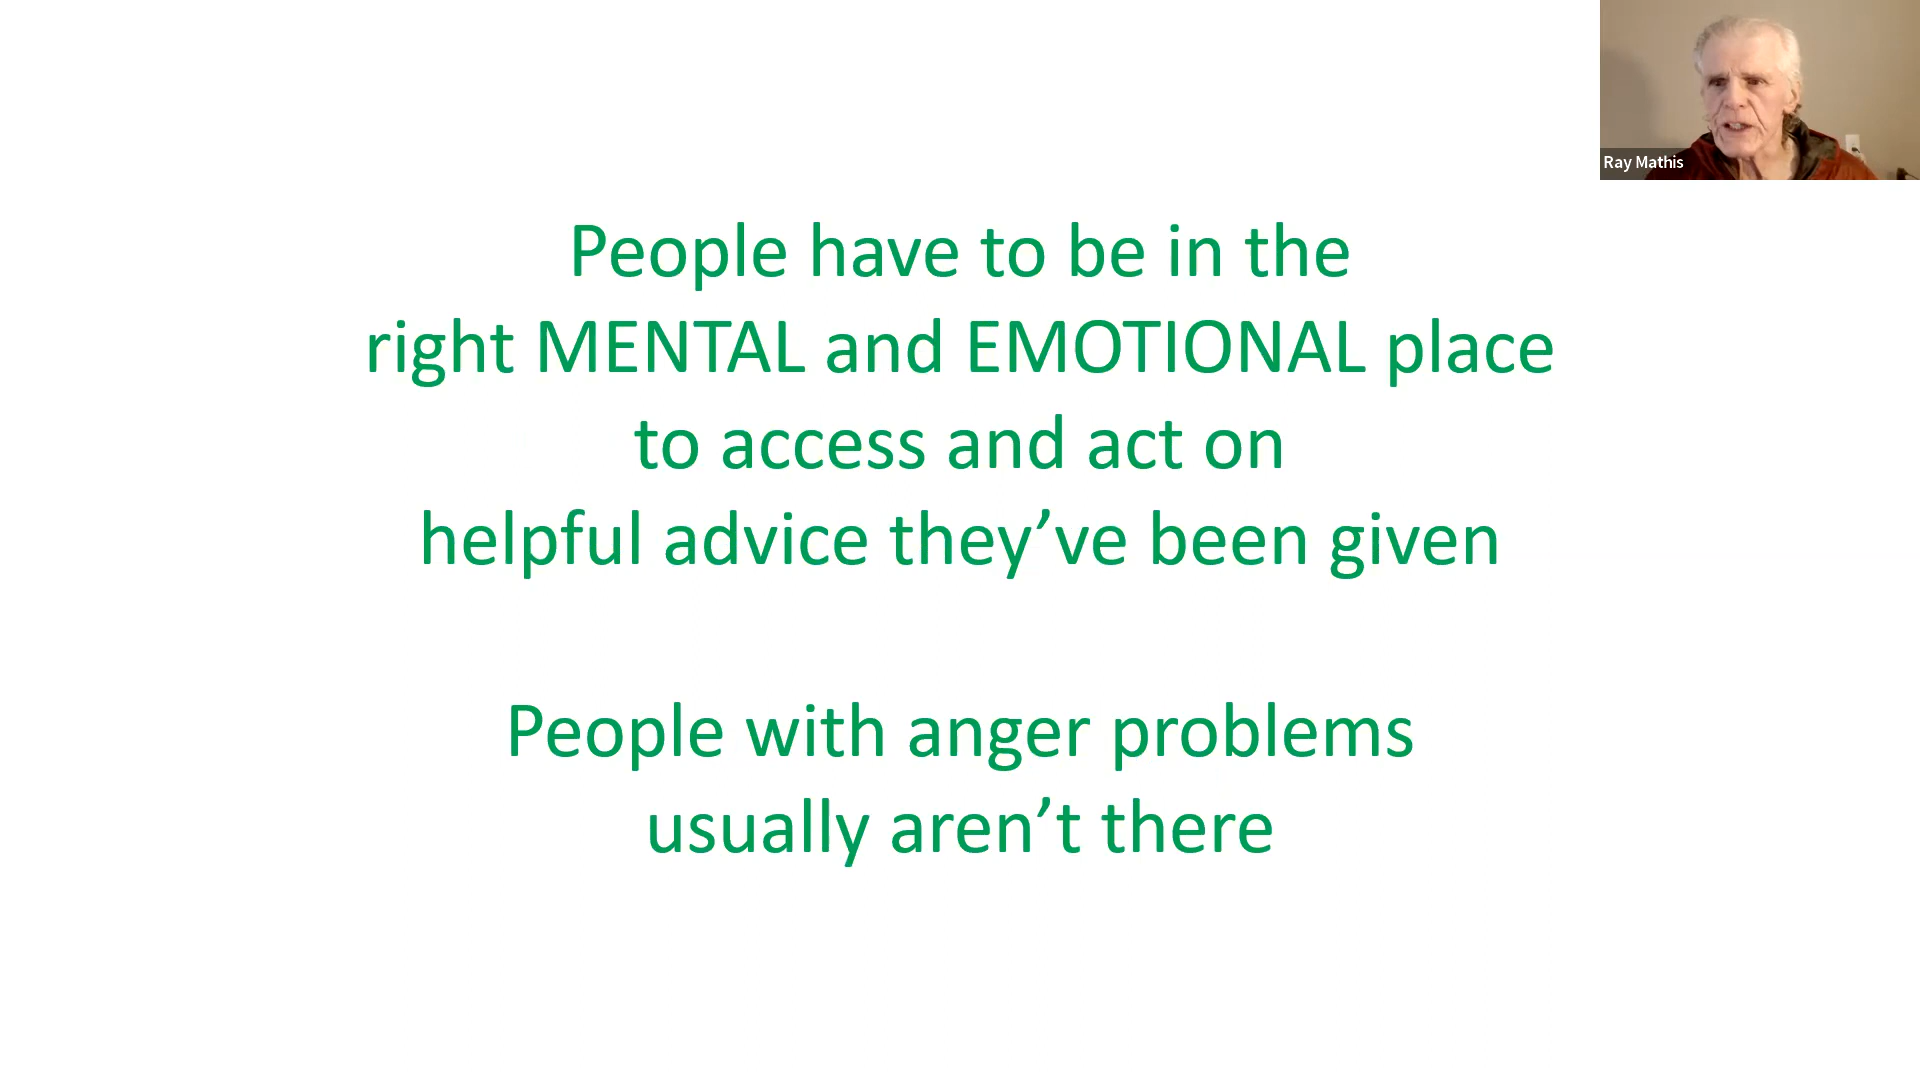 Ray Mathis
People have to be in the
right MENTAL and EMOTIONAL place
to access and act on
helpful advice they’ve been given
People with anger problems
usually aren’t there